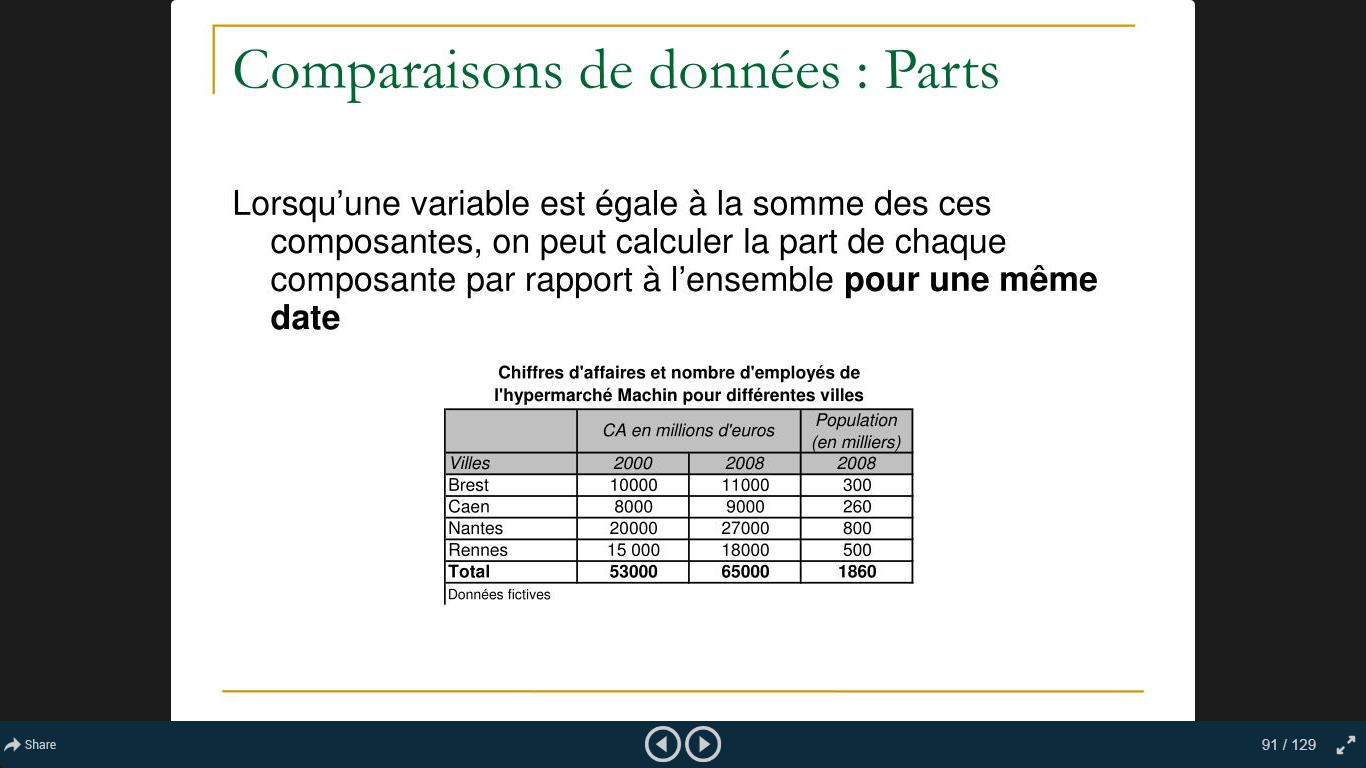 Comparaisons de données : Parts
Lorsqu'une variable est égale à la somme des ces
composantes, on peut calculer la part de chaque
composante par rapport à l'ensemble pour une même
date
Chiffres d'affaires et nombre d'employés de
l'hypermarché Machin pour différentes villes
CA en millions d'euros Population
(en milliers)
Villes 2000 2008 2008
Brest 10000 11000 300
Caen 8000 9000 260
Nantes 20000 27000 800
Rennes 15 000 18000 500
Total 53000 65000 1860
Données fictives
Share 91 / 129